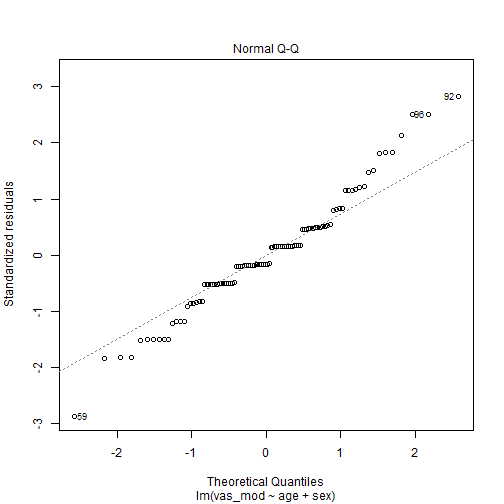 Normal Q-Q
Standardized residuals
3
2
1
0
-1
-2
-3
92
96
59
-2 -1 0 1 2
Theoretical Quantiles
lm(vas_mod ~ age + sex)